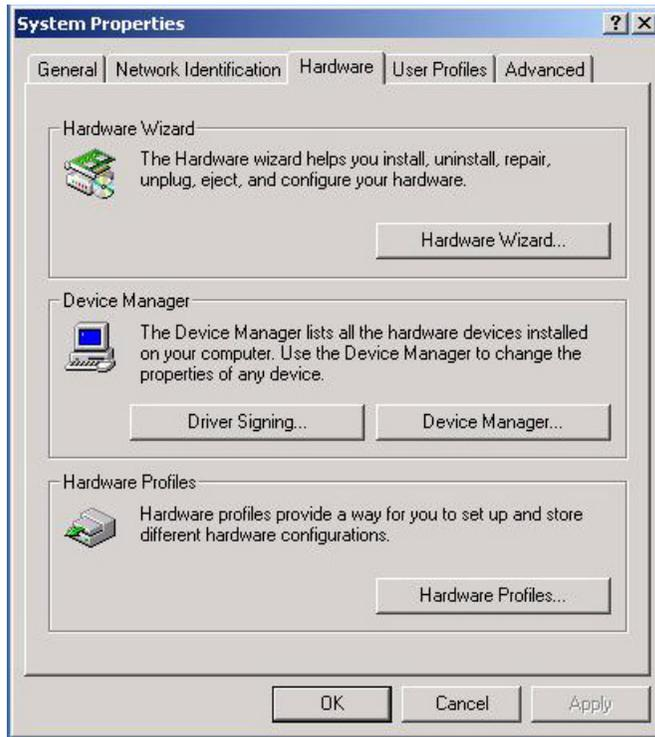 System Properties
General Network Identification Hardware User Profiles Advanced
Hardware Wizard
The Hardware wizard helps you install, uninstall, repair,
unplug, eject, and configure your hardware.
Hardware Wizard...
Device Manager
The Device Manager lists all the hardware devices installed
on your computer. Use the Device Manager to change the
properties of any device.
Driver Signing... Device Manager...
Hardware Profiles
Hardware profiles provide a way for you to set up and store
different hardware configurations.
Hardware Profiles...
OK Cancel Apply